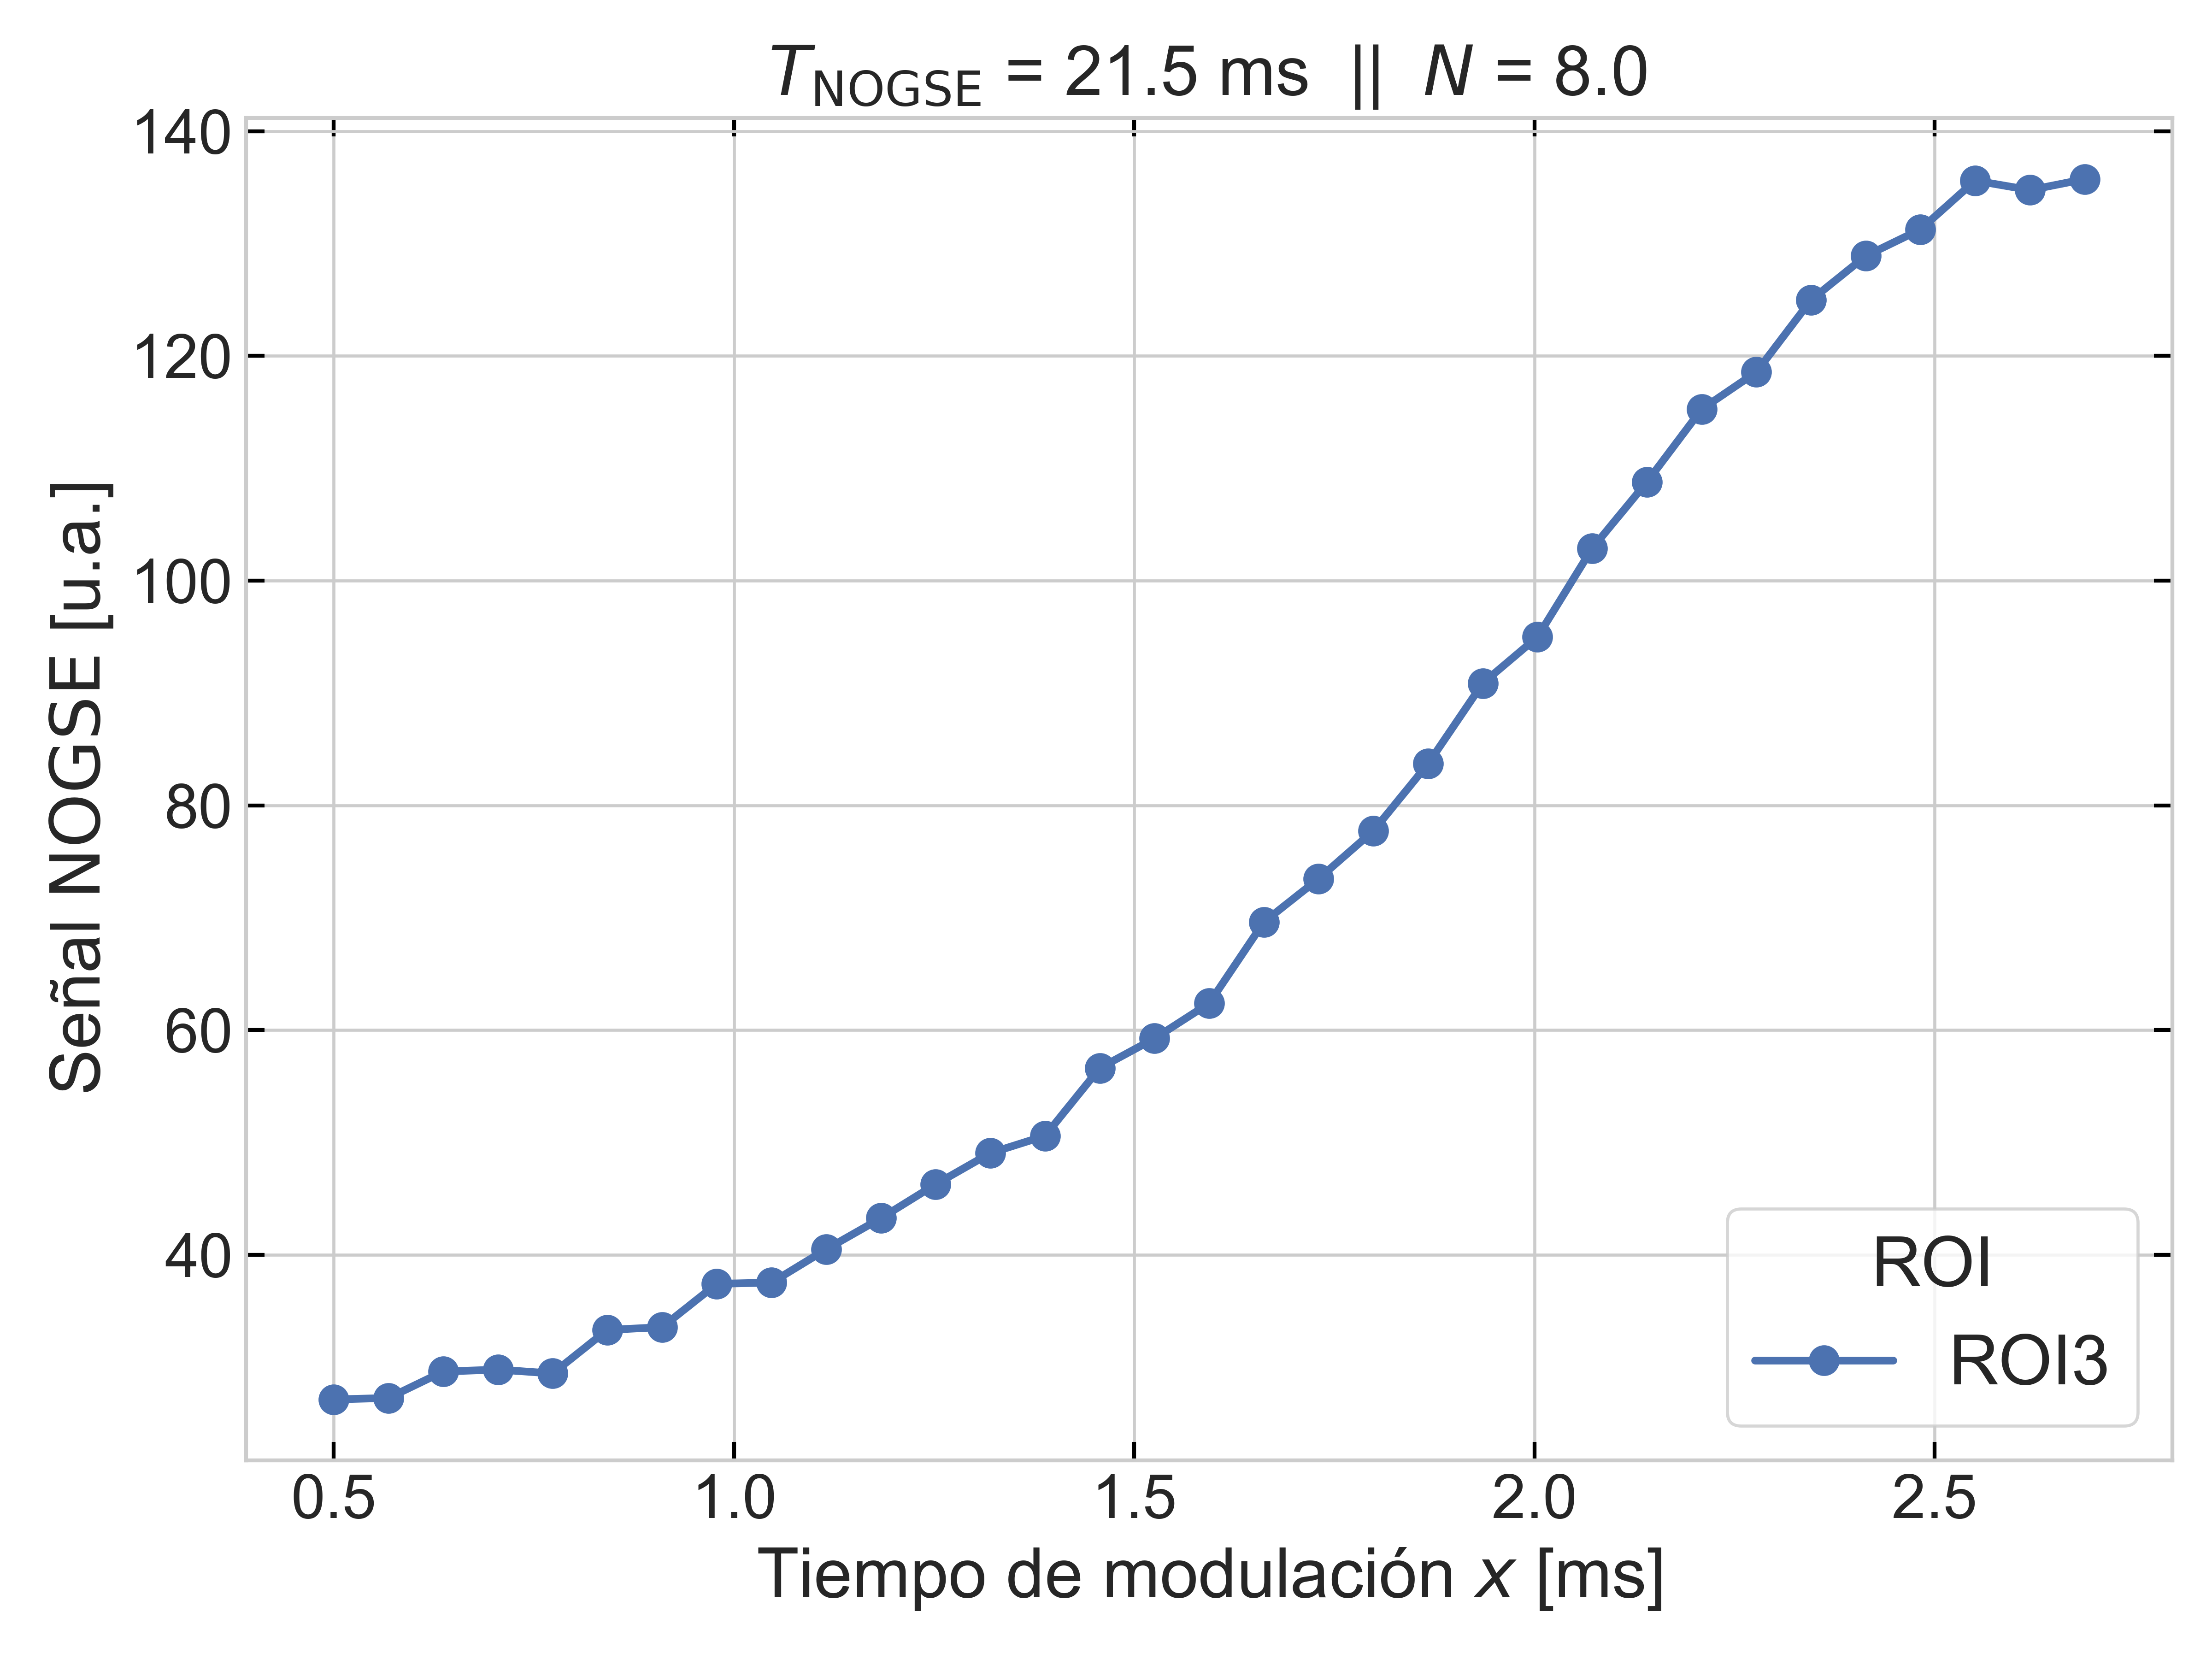 T_NOGSE = 21.5 ms || N = 8.0
Señal NOGSE [u.a.]
140
120
100
80
60
40
ROI
ROI3
0.5 1.0 1.5 2.0 2.5
Tiempo de modulación x [ms]